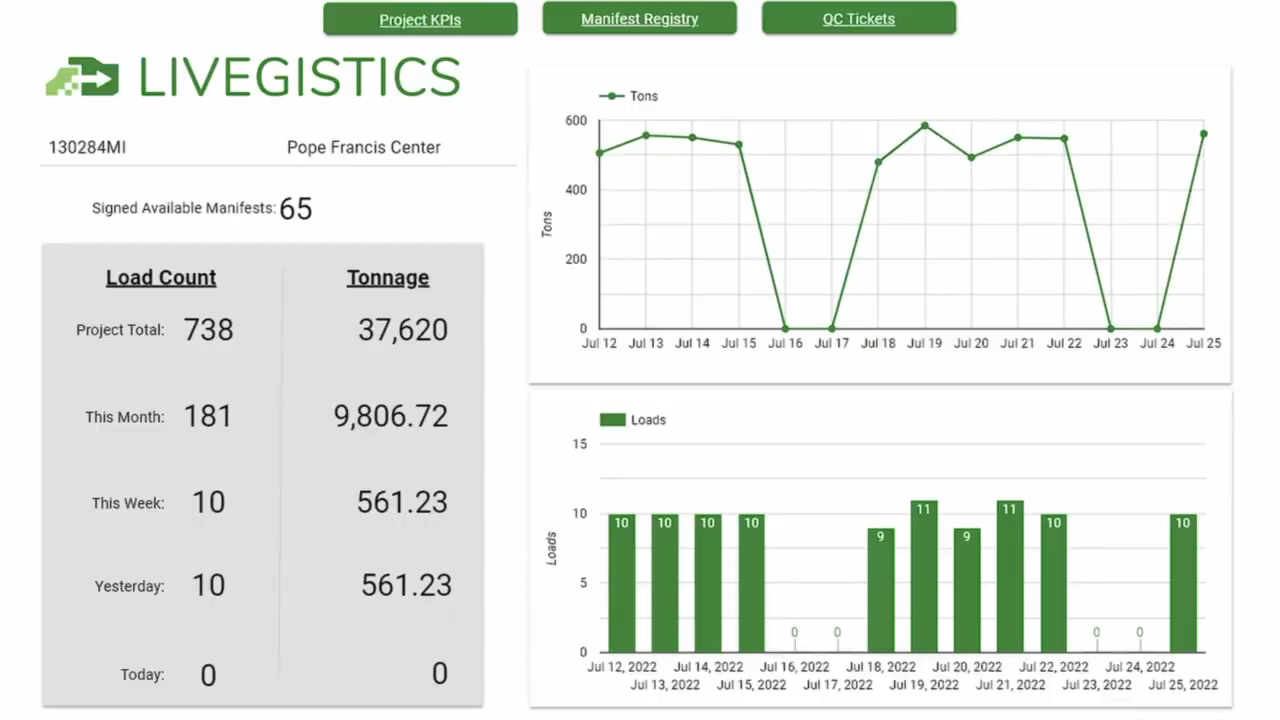 Project KPIs
Manifest Registry
QC Tickets
LIVEGISTICS
130284MI
Pope Francis Center
Signed Available Manifests: 65
Load Count
Tonnage
Project Total: 738 37,620
This Month: 181 9,806.72
This Week: 10 561.23
Yesterday: 10 561.23
Today: 0 0
Tons
600
400
200
0
Tons
Jul 12 Jul 13 Jul 14 Jul 15 Jul 16 Jul 17 Jul 18 Jul 19 Jul 20 Jul 21 Jul 22 Jul 23 Jul 24 Jul 25
Loads
15
10
5
0
Loads
10 10 10 10 0 0 9 11 9 11 10 0 0 10
Jul 12, 2022 Jul 14, 2022 Jul 16, 2022 Jul 18, 2022 Jul 20, 2022 Jul 22, 2022 Jul 24, 2022
Jul 13, 2022 Jul 15, 2022 Jul 17, 2022 Jul 19, 2022 Jul 21, 2022 Jul 23, 2022 Jul 25, 2022